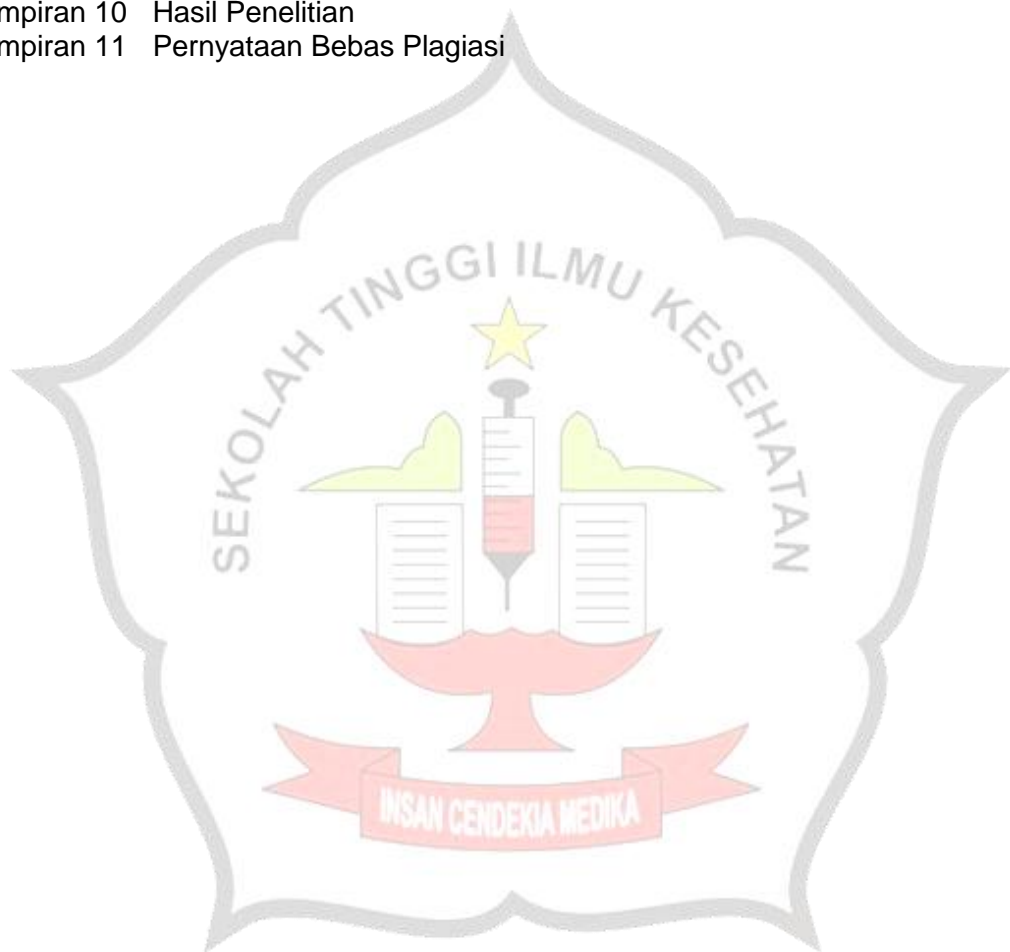 mpiran 10 Hasil Penelitian
mpiran 11 Pernyataan Bebas Plagiasi
SEKOLAH TINGGI ILMU KESEHATAN
INSAN CENDEKIA MEDIKA